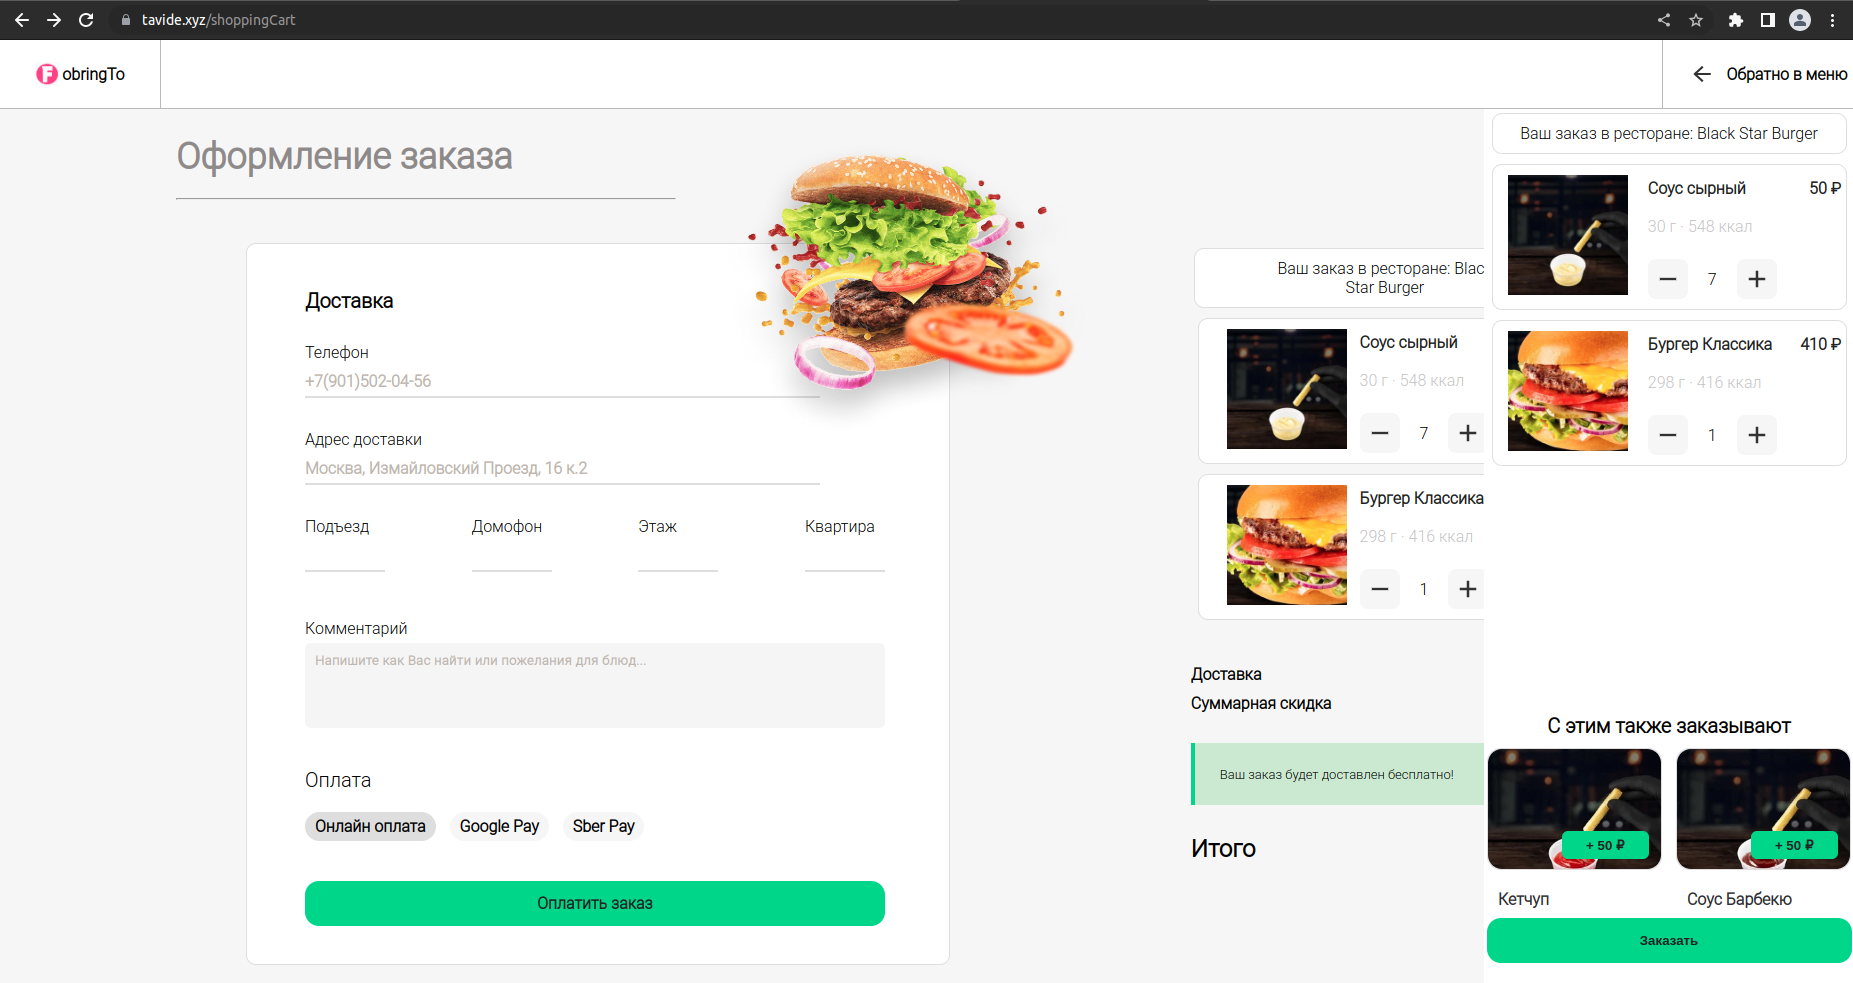 tavide.xyz/shoppingCart
F obringTo
Обратно в меню
Оформление заказа
Доставка
Телефон
+7(901)502-04-56
Адрес доставки
Москва, Измайловский Проезд, 16 к.2
Подъезд
Домофон
Этаж
Квартира
Комментарий
Напишите как Вас найти или пожелания для блюд...
Оплата
Онлайн оплата
Google Pay
Sber Pay
Оплатить заказ
Ваш заказ в ресторане: Blac
Star Burger
Соус сырный
30 г · 548 ккал
7
Бургер Классика
298 г · 416 ккал
1
Доставка
Суммарная скидка
Ваш заказ будет доставлен бесплатно!
Итого
Ваш заказ в ресторане: Black Star Burger
Соус сырный 50 ₽
30 г · 548 ккал
7
Бургер Классика 410 ₽
298 г · 416 ккал
1
С этим также заказывают
+ 50 ₽
Кетчуп
+ 50 ₽
Соус Барбекю
Заказать